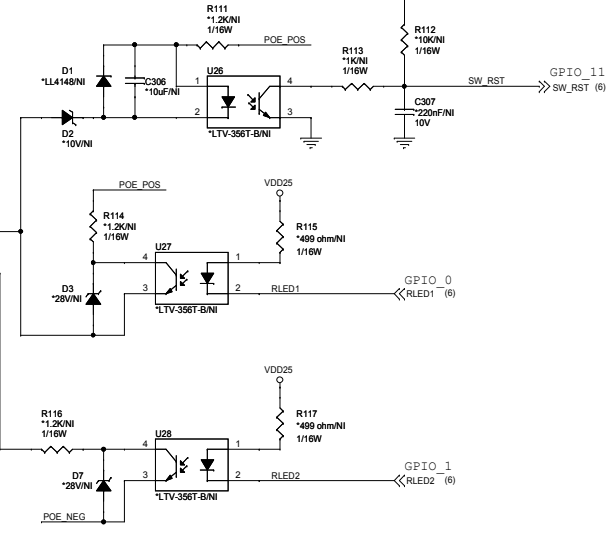 R111
*1.2K/NI
1/16W
POE_POS
R112
*10K/NI
1/16W
R113
*1K/NI
1/16W
D1
*LL4148/NI
C306
*10uF/NI
U26
1
4
2
3
*LTV-356T-B/NI
D2
*10V/NI
SW_RST
GPIO_11
SW_RST (6)
C307
*220nF/NI
10V
POE_POS
VDD25
R114
*1.2K/NI
1/16W
R115
*499 ohm/NI
1/16W
U27
4
1
3
2
*LTV-356T-B/NI
D3
*28V/NI
RLED1
GPIO_0
RLED1 (6)
VDD25
R116
*1.2K/NI
1/16W
R117
*499 ohm/NI
1/16W
U28
4
1
3
2
*LTV-356T-B/NI
D7
*28V/NI
RLED2
GPIO_1
RLED2 (6)
POE_NEG